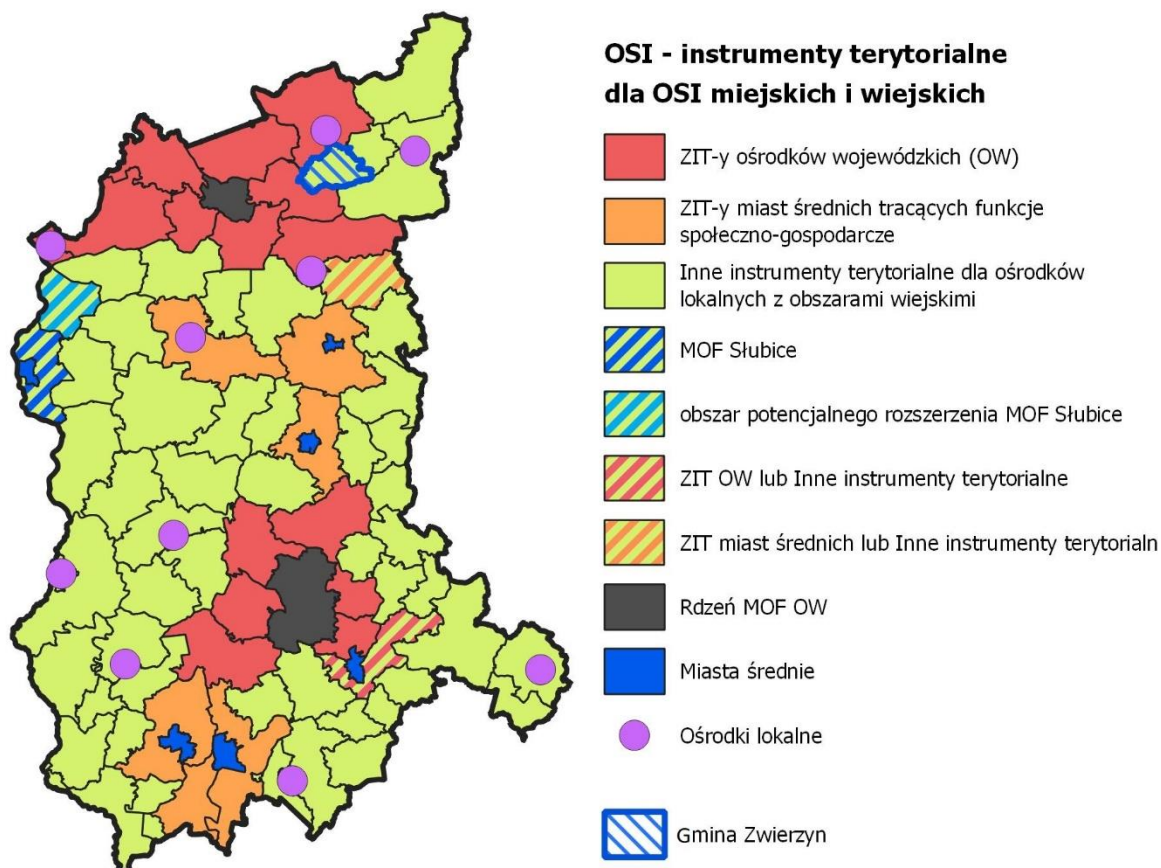 OSI - instrumenty terytorialne
dla OSI miejskich i wiejskich
ZIT-y ośrodków wojewódzkich (OW)
ZIT-y miast średnich tracących funkcje
społeczno-gospodarcze
Inne instrumenty terytorialne dla ośrodków
lokalnych z obszarami wiejskimi
MOF Słubice
obszar potencjalnego rozszerzenia MOF Słubice
ZIT OW lub Inne instrumenty terytorialne
ZIT miast średnich lub Inne instrumenty terytorialn
Rdzeń MOF OW
Miasta średnie
Ośrodki lokalne
Gmina Zwierzyn